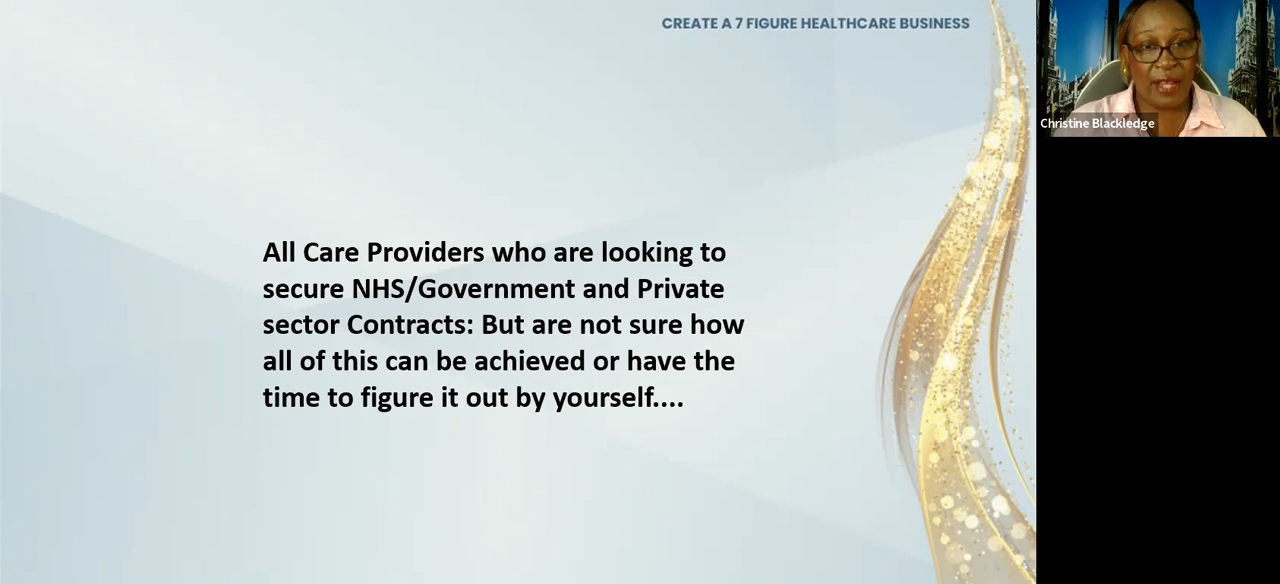 CREATE A 7 FIGURE HEALTHCARE BUSINESS
Christine Blackledge
All Care Providers who are looking to
secure NHS/Government and Private
sector Contracts: But are not sure how
all of this can be achieved or have the
time to figure it out by yourself....